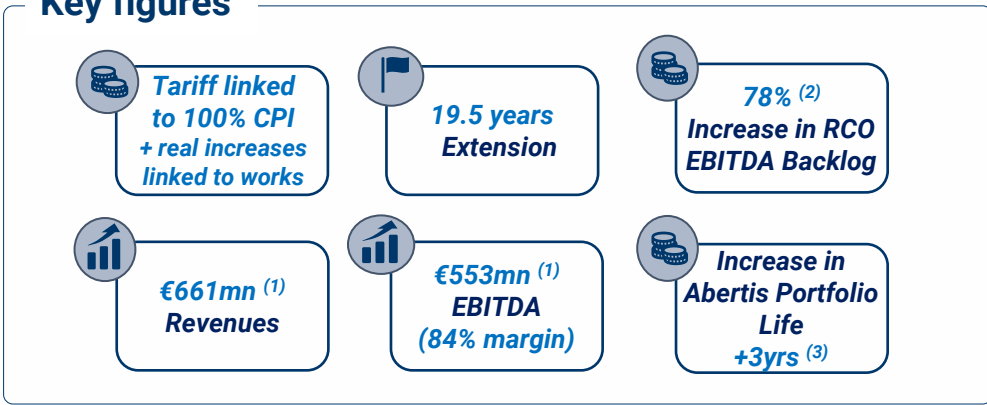 Key figures
Tariff linked
to 100% CPI
+ real increases
linked to works
19.5 years
Extension
78% (2)
Increase in RCO
EBITDA Backlog
€661mn (1)
Revenues
€553mn (1)
EBITDA
(84% margin)
Increase in
Abertis Portfolio
Life
+3yrs (3)